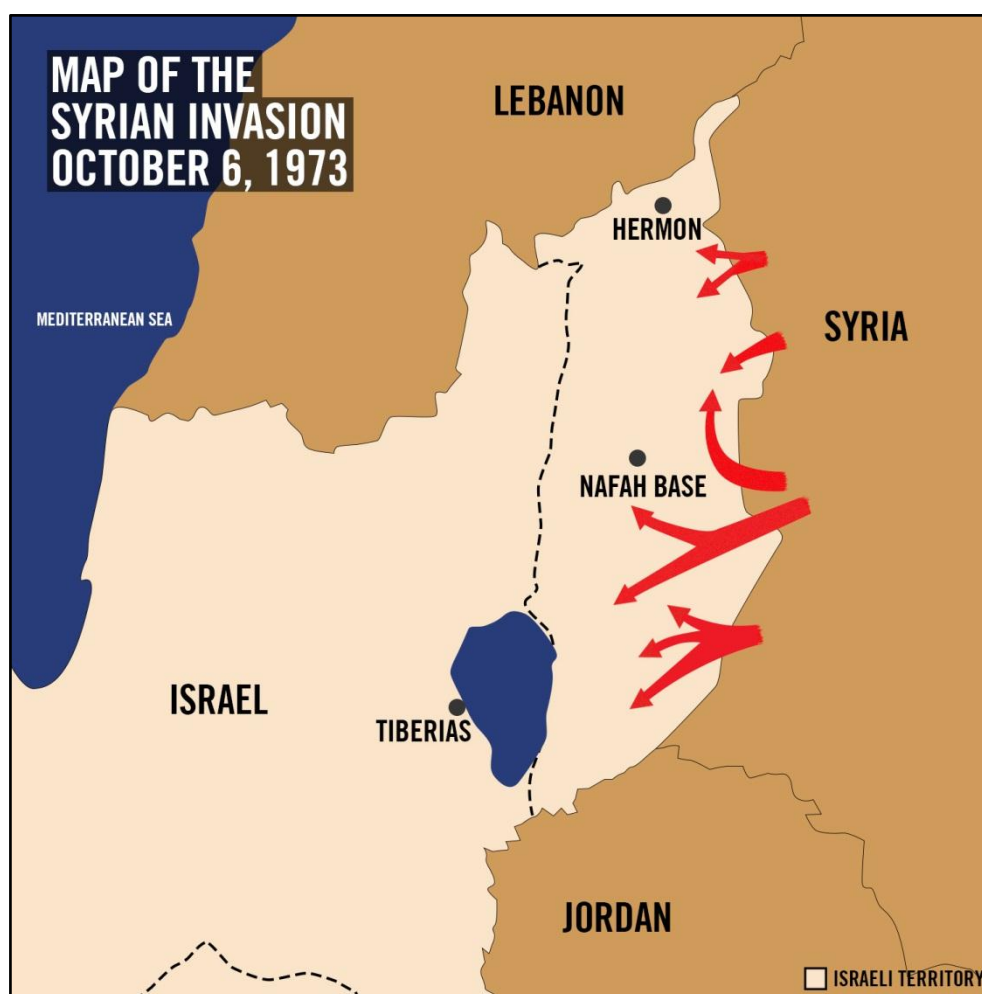 MAP OF THE
SYRIAN INVASION
OCTOBER 6, 1973
LEBANON
HERMON
MEDITERRANEAN SEA
SYRIA
NAFAH BASE
ISRAEL
TIBERIAS
JORDAN
ISRAELI TERRITORY